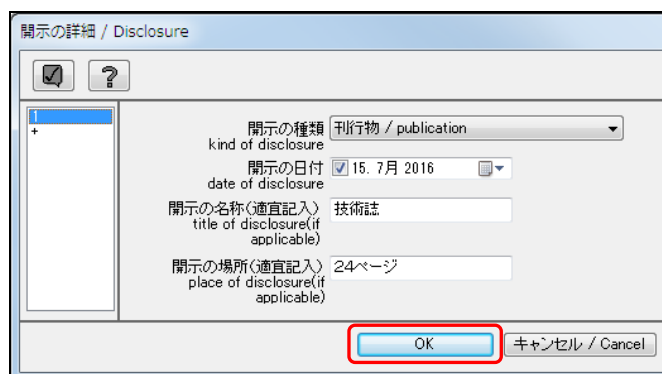 開示の詳細 / Disclosure
?
1
+
開示の種類 刊行物 / publication
kind of disclosure
開示の日付 15. 7月 2016
date of disclosure
開示の名称(適宜記入) 技術誌
title of disclosure(if
applicable)
開示の場所(適宜記入) 24ページ
place of disclosure(if
applicable)
OK キャンセル / Cancel